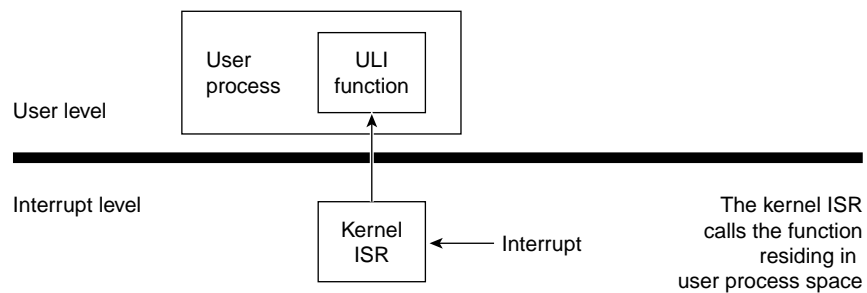 User
process
ULI
function
User level
Interrupt level
Kernel
ISR
Interrupt
The kernel ISR
calls the function
residing in
user process space